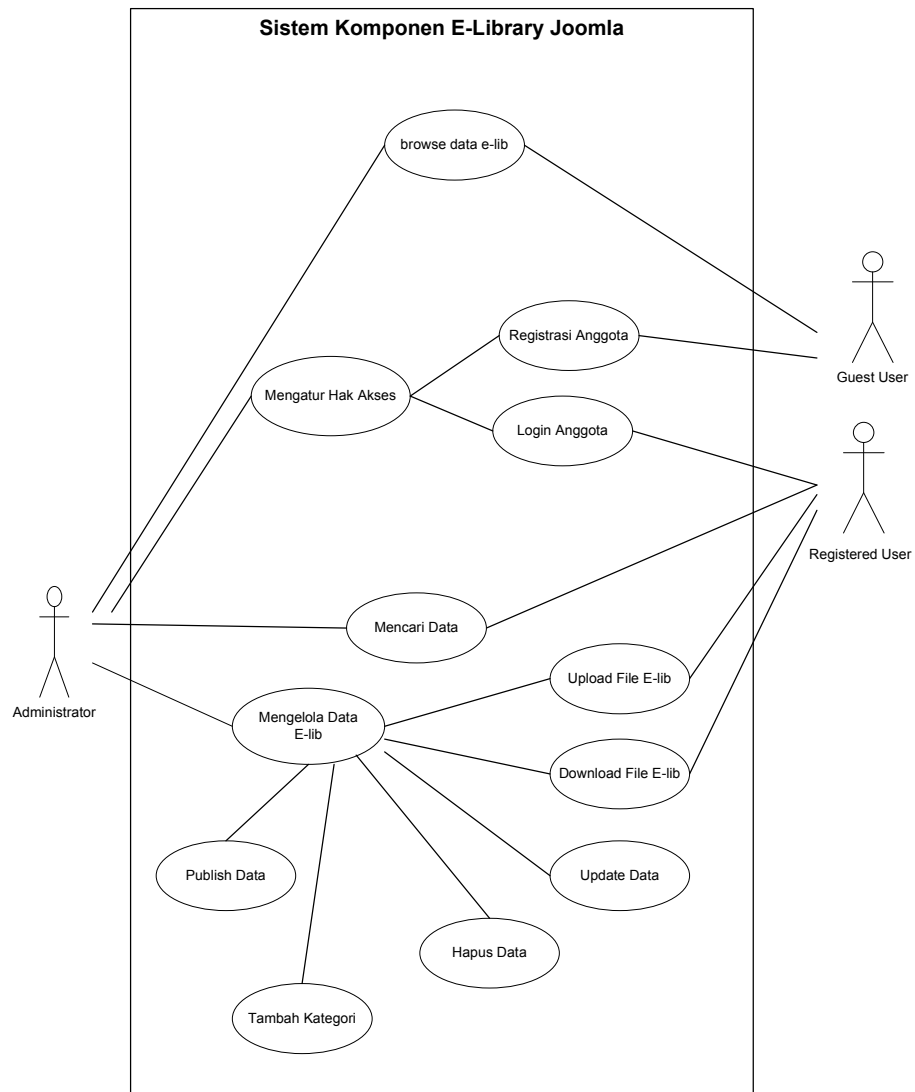 Sistem Komponen E-Library Joomla
browse data e-lib
Registrasi Anggota
Guest User
Mengatur Hak Akses
Login Anggota
Registered User
Mencari Data
Upload File E-lib
Administrator
Mengelola Data
E-lib
Download File E-lib
Publish Data
Update Data
Hapus Data
Tambah Kategori